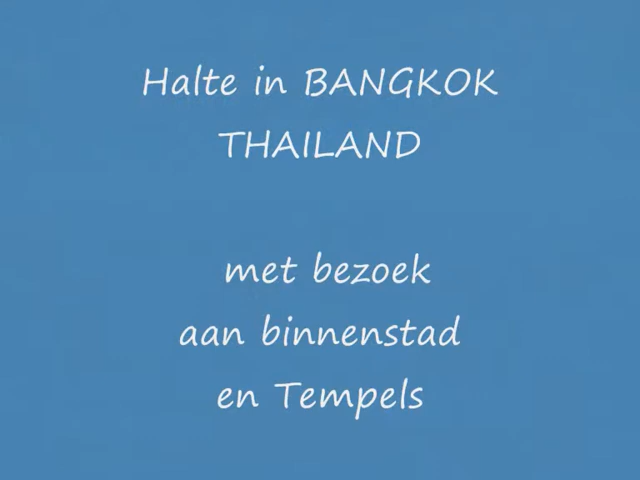 Halte in BANGKOK
THAILAND
met bezoek
aan binnenstad
en Tempels